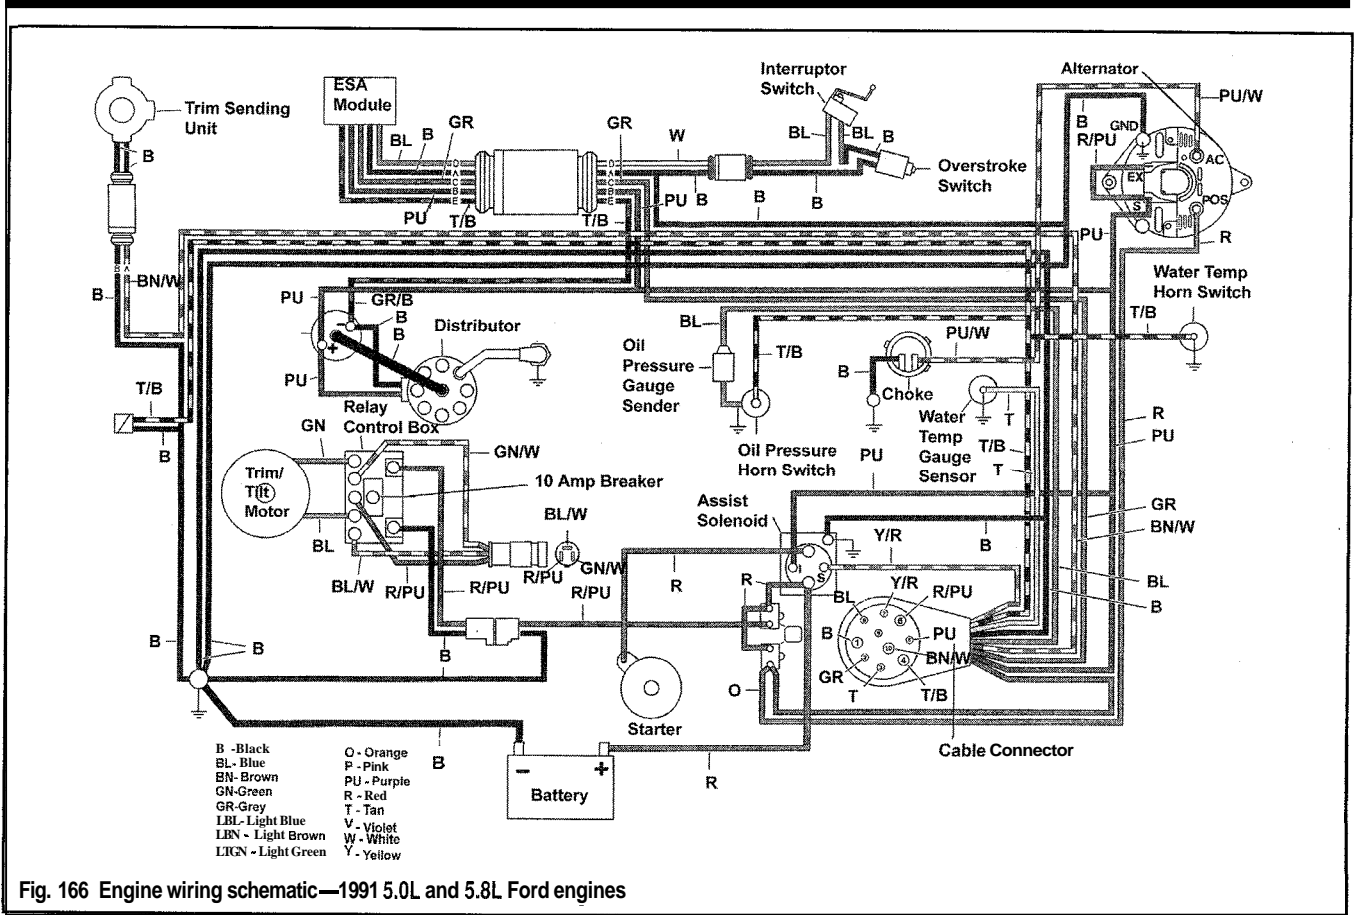 Trim Sending
Unit
B
B
A
BN/W
B
T/B
B
ESA
Module
BL
B
GR
D
A
C
B
E
PU
T/B
GR
D
A
C
B
E
T/B
W
PU
B
B
B
Interruptor
Switch
BL
BL
B
Overstroke
Switch
Alternator
PU/W
B
GND
R/PU
AC
EX
POS
S
PU
R
Water Temp
Horn Switch
T/B
PU
GR/B
B
B
Distributor
- 
+
PU
BL
Oil
Pressure
Gauge
Sender
T/B
Oil Pressure
Horn Switch
PU/W
B
Choke
Water
Temp
Gauge
Sensor
T
T/B
T
R
PU
GR
BN/W
BL
B
Relay
Control Box
GN
GN/W
Trim/
Tilt
Motor
10 Amp Breaker
BL
BL/W
BL/W
R/PU
R/PU
R/PU
GN/W
R/PU
B
PU
Assist
Solenoid
I
S
R
R
Y/R
B
Y/R
BL
R/PU
B
1
PU
10
BN/W
GR
4
T
T/B
O
Cable Connector
Starter
B
B
B
R
-
+
Battery
B -Black
BL- Blue
BN- Brown
GN-Green
GR-Grey
LBL- Light Blue
LBN - Light Brown
LTGN - Light Green
O - Orange
P - Pink
PU - Purple
R - Red
T - Tan
V - Violet
W - White
Y - Yellow
Fig. 166 Engine wiring schematic—1991 5.0L and 5.8L Ford engines